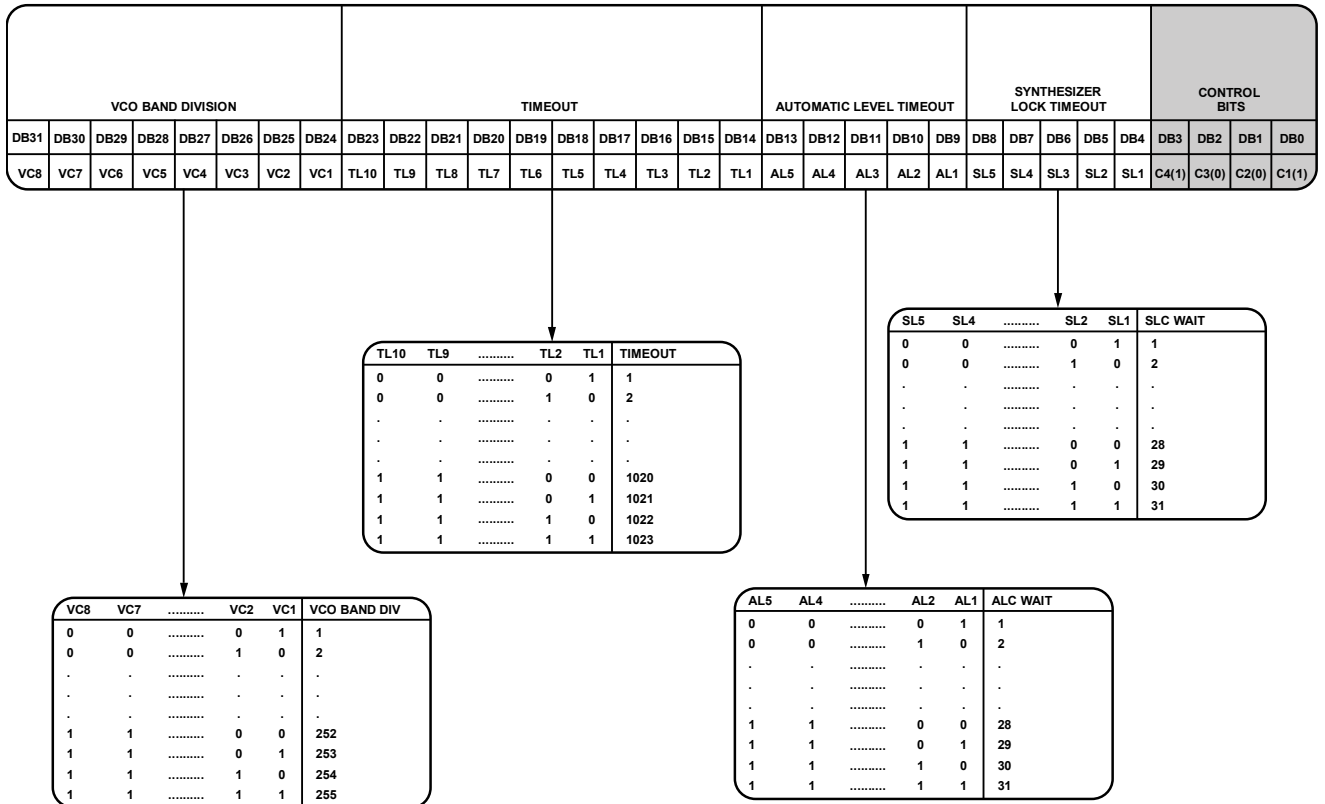 VCO BAND DIVISION TIMEOUT AUTOMATIC LEVEL TIMEOUT SYNTHESIZER LOCK TIMEOUT CONTROL BITS
DB31 DB30 DB29 DB28 DB27 DB26 DB25 DB24 DB23 DB22 DB21 DB20 DB19 DB18 DB17 DB16 DB15 DB14 DB13 DB12 DB11 DB10 DB9 DB8 DB7 DB6 DB5 DB4 DB3 DB2 DB1 DB0
VC8 VC7 VC6 VC5 VC4 VC3 VC2 VC1 TL10 TL9 TL8 TL7 TL6 TL5 TL4 TL3 TL2 TL1 AL5 AL4 AL3 AL2 AL1 SL5 SL4 SL3 SL2 SL1 C4(1) C3(0) C2(0) C1(1)
SL5 SL4 .......... SL2 SL1 SLC WAIT
0 0 .......... 0 1 1
0 0 .......... 1 0 2
. . .......... . . .
. . .......... . . .
. . .......... . . .
1 1 .......... 0 0 28
1 1 .......... 0 1 29
1 1 .......... 1 0 30
1 1 .......... 1 1 31
TL10 TL9 .......... TL2 TL1 TIMEOUT
0 0 .......... 0 1 1
0 0 .......... 1 0 2
. . .......... . . .
. . .......... . . .
. . .......... . . .
1 1 .......... 0 0 1020
1 1 .......... 0 1 1021
1 1 .......... 1 0 1022
1 1 .......... 1 1 1023
VC8 VC7 .......... VC2 VC1 VCO BAND DIV
0 0 .......... 0 1 1
0 0 .......... 1 0 2
. . .......... . . .
. . .......... . . .
. . .......... . . .
1 1 .......... 0 0 252
1 1 .......... 0 1 253
1 1 .......... 1 0 254
1 1 .......... 1 1 255
AL5 AL4 .......... AL2 AL1 ALC WAIT
0 0 .......... 0 1 1
0 0 .......... 1 0 2
. . .......... . . .
. . .......... . . .
. . .......... . . .
1 1 .......... 0 0 28
1 1 .......... 0 1 29
1 1 .......... 1 0 30
1 1 .......... 1 1 31